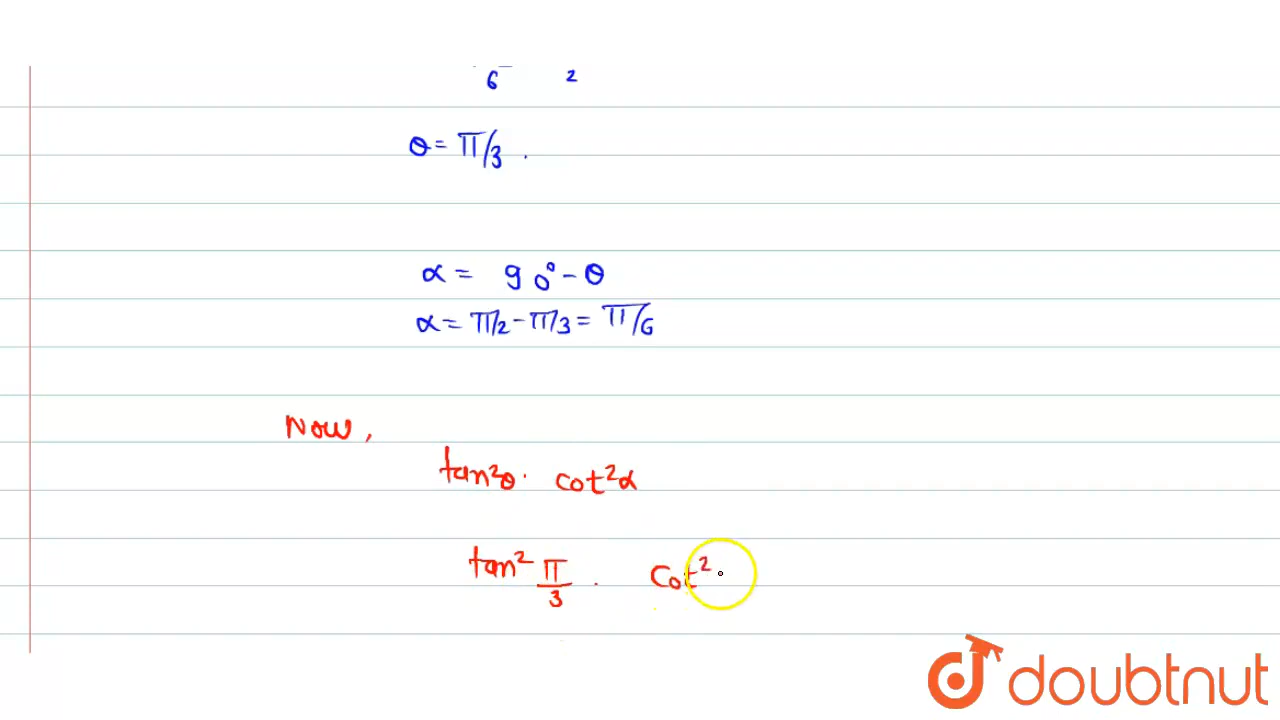 6 2
θ = π/3 .
α = 90° - θ
α = π/2 - π/3 = π/6
Now,
tan²θ . cot²α
tan² π/3 . cot²
doubtnut